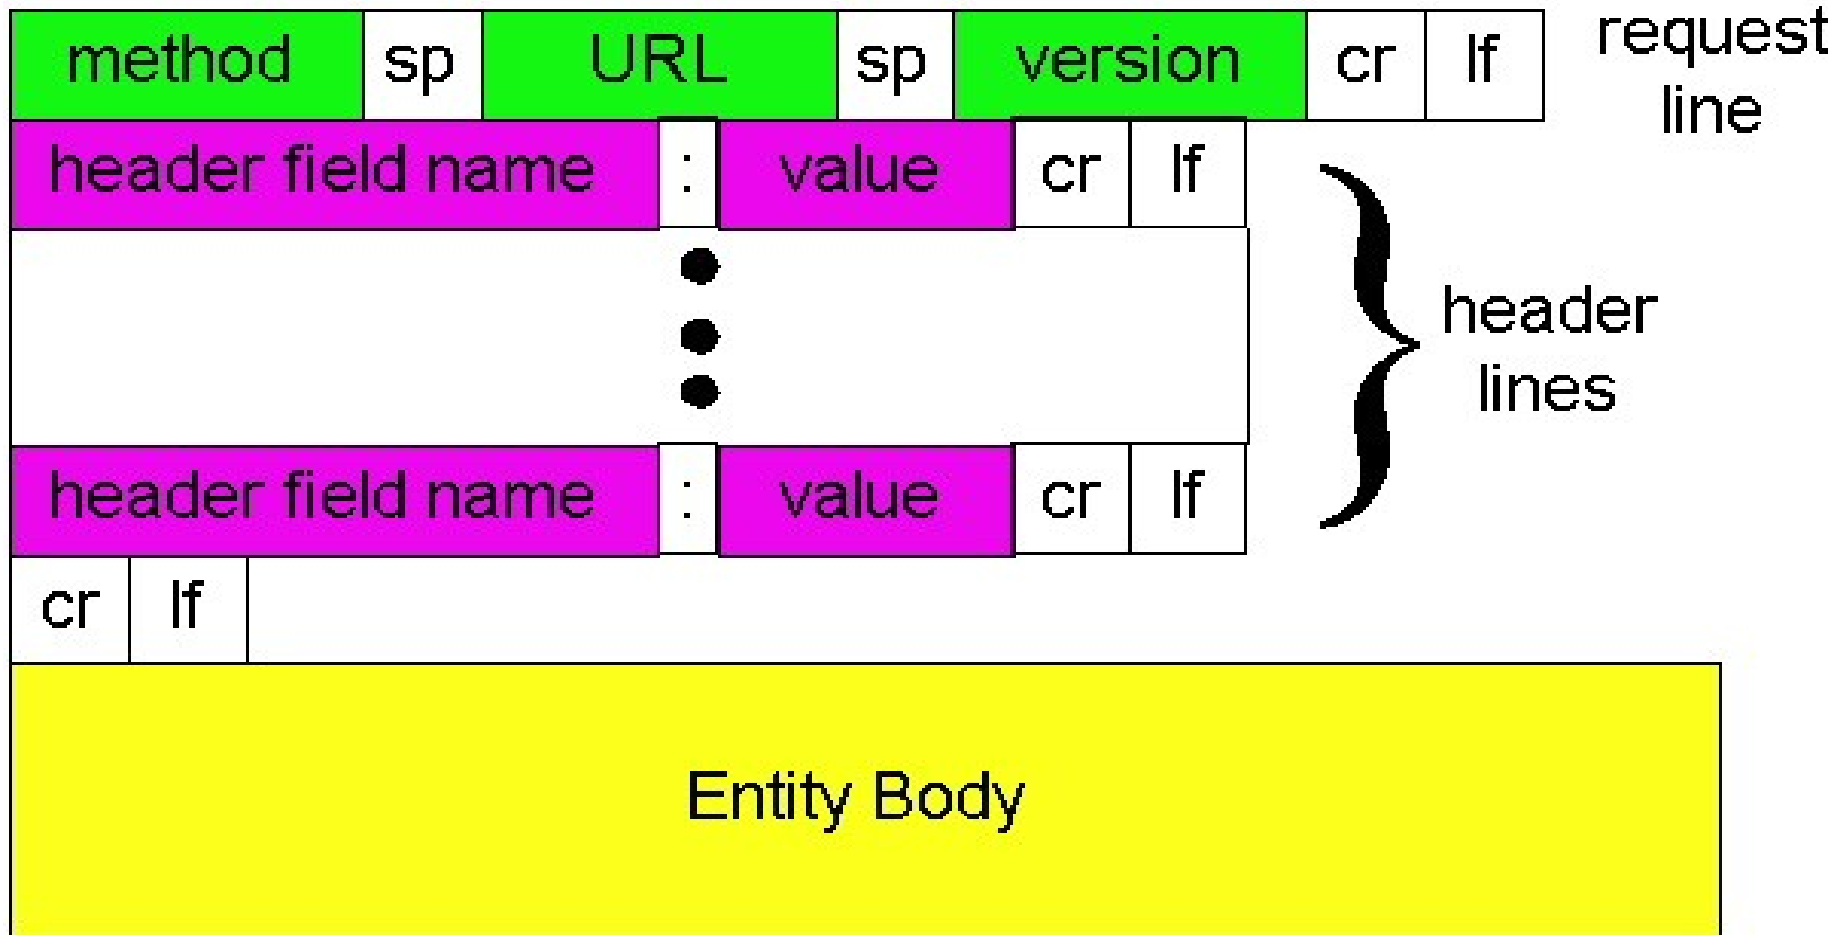 method sp URL sp version cr lf request line
header field name : value cr lf
header lines
header field name : value cr lf
cr lf
Entity Body